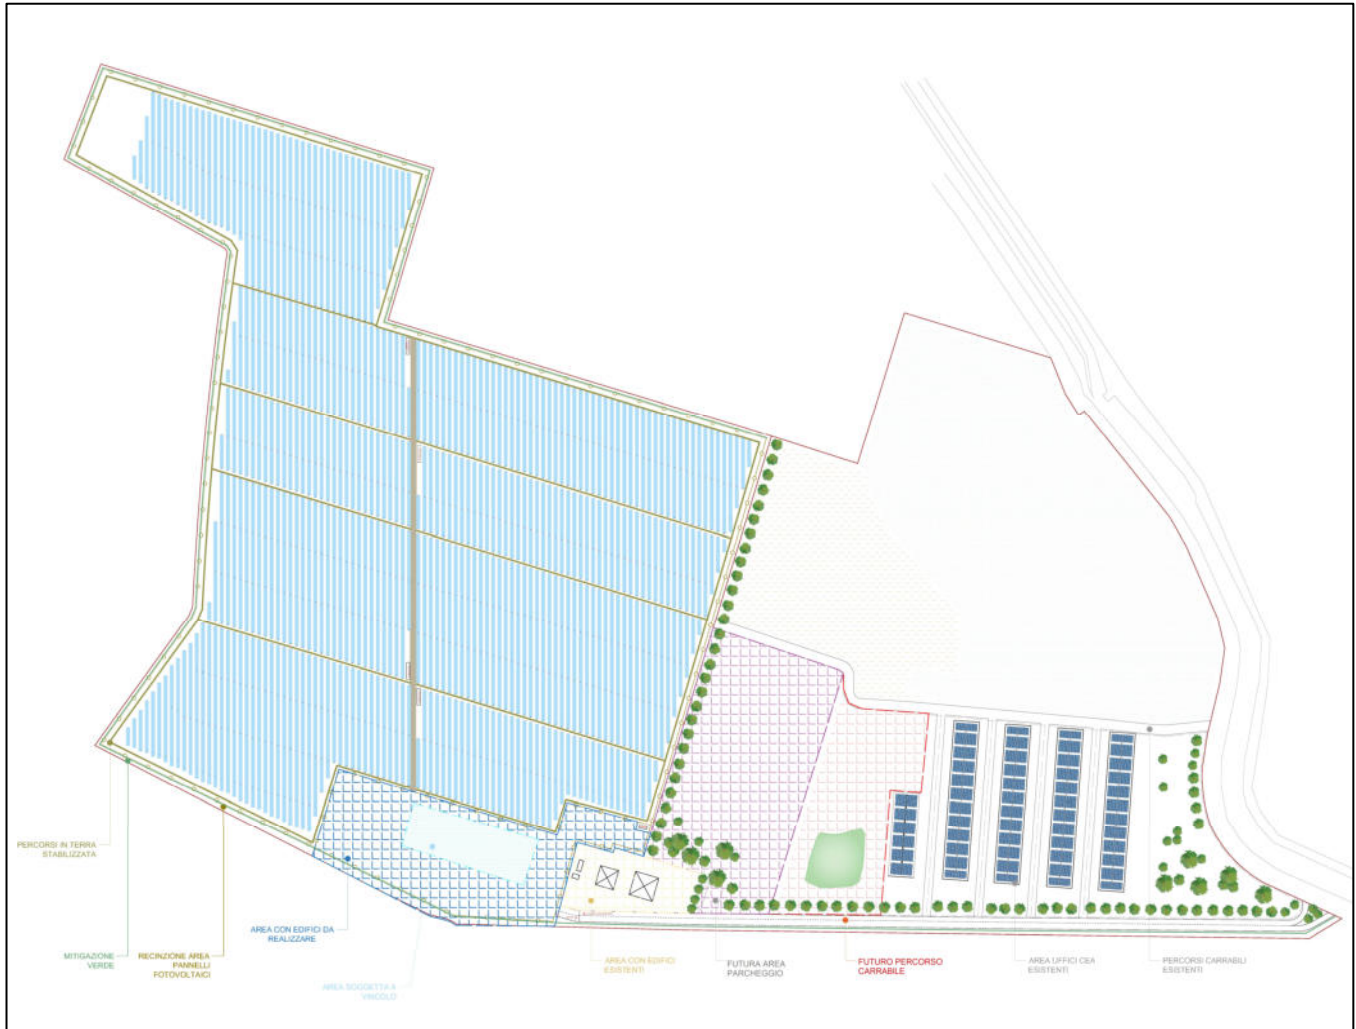 PERCORSI IN TERRA
STABILIZZATA
MITIGAZIONE
VERDE
RECINZIONE AREA
PANNELLI
FOTOVOLTAICI
AREA CON EDIFICI DA
REALIZZARE
AREA SOGGETTA A
VINCOLO
AREA CON EDIFICI
ESISTENTI
FUTURA AREA
PARCHEGGIO
FUTURO PERCORSO
CARRABILE
AREA UFFICI CEA
ESISTENTI
PERCORSI CARRABILI
ESISTENTI